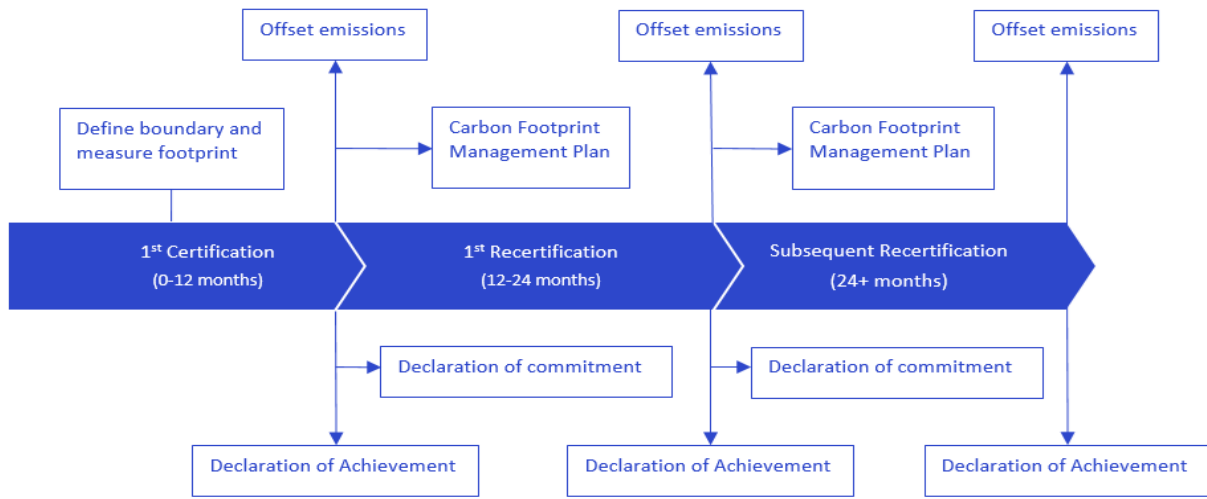 Offset emissions
Offset emissions
Offset emissions
Define boundary and
measure footprint
Carbon Footprint
Management Plan
Carbon Footprint
Management Plan
1st Certification
(0-12 months)
1st Recertification
(12-24 months)
Subsequent Recertification
(24+ months)
Declaration of commitment
Declaration of commitment
Declaration of Achievement
Declaration of Achievement
Declaration of Achievement